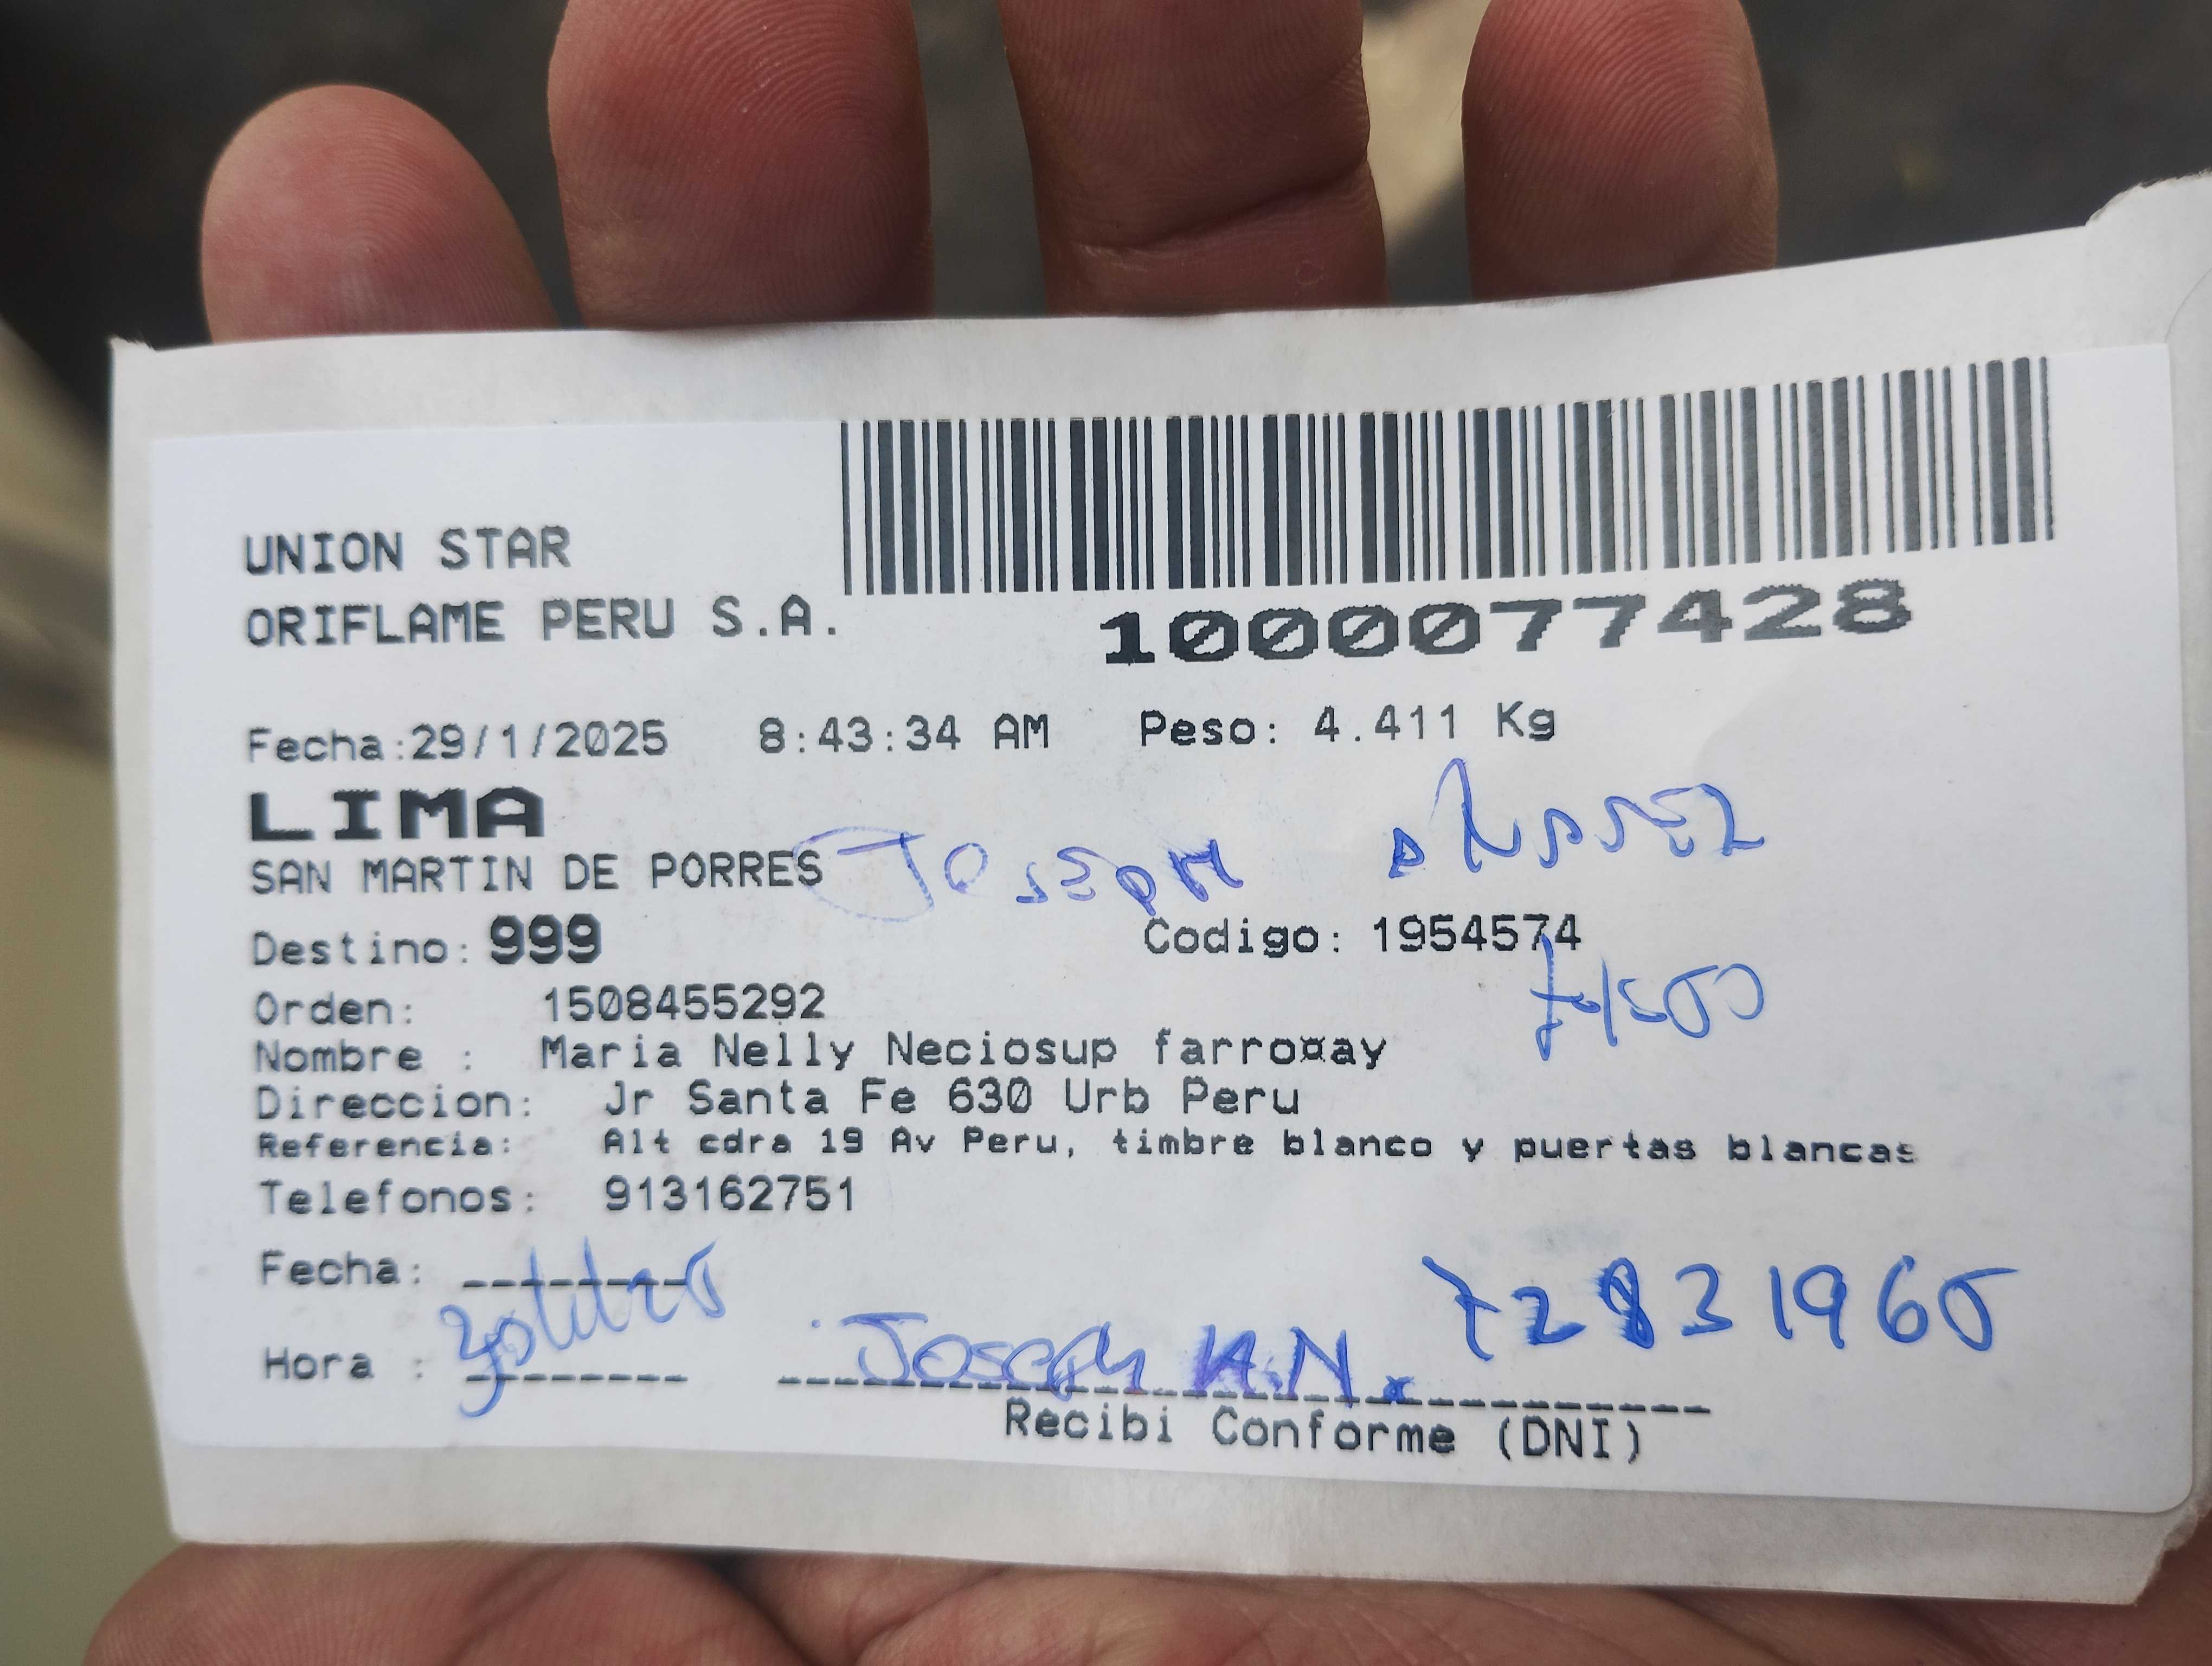 UNION STAR
ORIFLAME PERU S.A.
1000077428
Fecha:29/1/2025 8:43:34 AM Peso: 4.411 Kg
LIMA
SAN MARTIN DE PORRES
JOSEPH
Destino: 999 Codigo: 1954574
Orden: 1508455292
Nombre : Maria Nelly Neciosup farro¤ay
Direccion: Jr Santa Fe 630 Urb Peru
Referencia: Alt cdra 19 Av Peru, timbre blanco y puertas blancas
Telefonos: 913162751
Fecha:
72831965
Hora :
Joseph
Recibi Conforme (DNI)